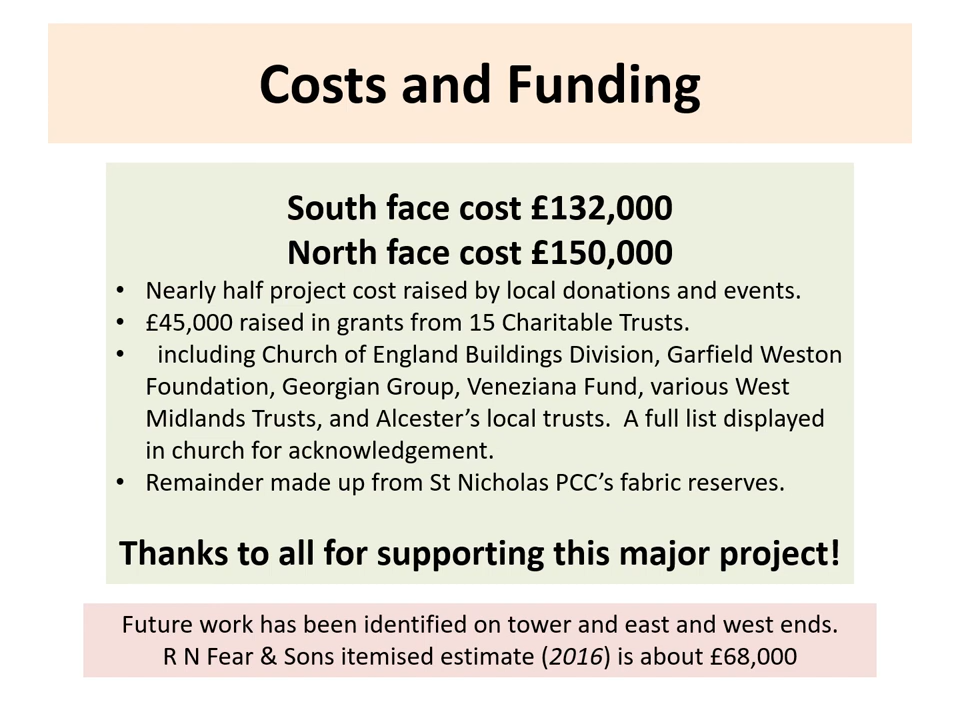 Costs and Funding
South face cost £132,000
North face cost £150,000
• Nearly half project cost raised by local donations and events.
• £45,000 raised in grants from 15 Charitable Trusts.
• including Church of England Buildings Division, Garfield Weston
Foundation, Georgian Group, Veneziana Fund, various West
Midlands Trusts, and Alcester’s local trusts. A full list displayed
in church for acknowledgement.
• Remainder made up from St Nicholas PCC’s fabric reserves.
Thanks to all for supporting this major project!
Future work has been identified on tower and east and west ends.
R N Fear & Sons itemised estimate (2016) is about £68,000